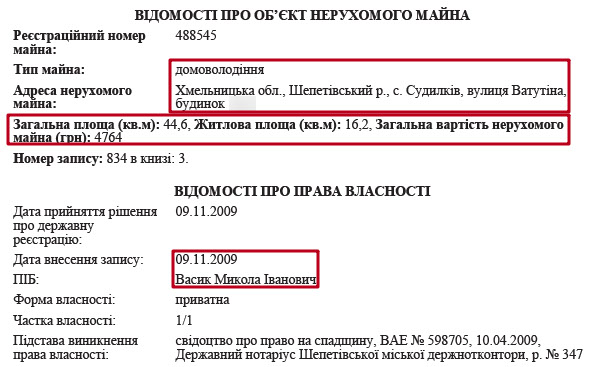 ВІДОМОСТІ ПРО ОБ’ЄКТ НЕРУХОМОГО МАЙНА
Реєстраційний номер майна: 488545
Тип майна: домоволодіння
Адреса нерухомого майна: Хмельницька обл., Шепетівський р., с. Судилків, вулиця Ватутіна, будинок
Загальна площа (кв.м): 44,6, Житлова площа (кв.м): 16,2, Загальна вартість нерухомого
майна (грн): 4764
Номер запису: 834 в книзі: 3.
ВІДОМОСТІ ПРО ПРАВА ВЛАСНОСТІ
Дата прийняття рішення про державну реєстрацію: 09.11.2009
Дата внесення запису: 09.11.2009
ПІБ: Васик Микола Іванович
Форма власності: приватна
Частка власності: 1/1
Підстава виникнення права власності: свідоцтво про право на спадщину, ВАЕ № 598705, 10.04.2009,
Державний нотаріус Шепетівської міської держнотконтори, р. № 347